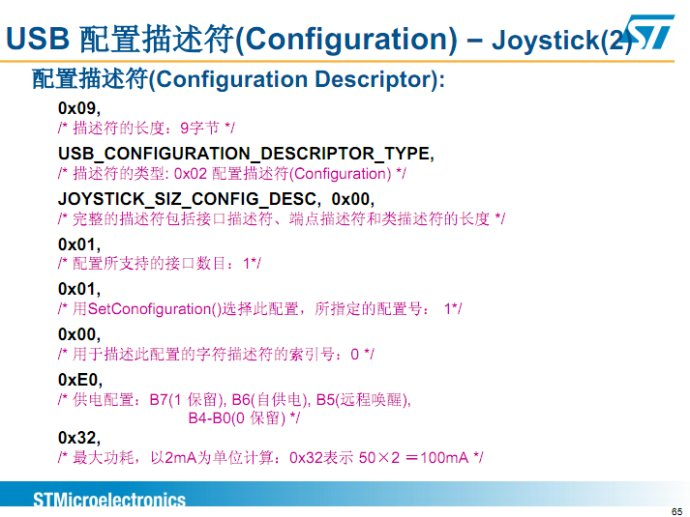 USB 配置描述符(Configuration) – Joystick(2)
ST
配置描述符(Configuration Descriptor):
0x09,
/* 描述符的长度：9字节 */
USB_CONFIGURATION_DESCRIPTOR_TYPE,
/* 描述符的类型: 0x02 配置描述符(Configuration) */
JOYSTICK_SIZ_CONFIG_DESC, 0x00,
/* 完整的描述符包括接口描述符、端点描述符和类描述符的长度 */
0x01,
/* 配置所支持的接口数目：1*/
0x01,
/* 用SetConofiguration()选择此配置，所指定的配置号： 1*/
0x00,
/* 用于描述此配置的字符描述符的索引号：0 */
0xE0,
/* 供电配置：B7(1 保留), B6(自供电), B5(远程唤醒),
B4-B0(0 保留) */
0x32,
/* 最大功耗，以2mA为单位计算：0x32表示 50×2 ＝100mA */
STMicroelectronics
65